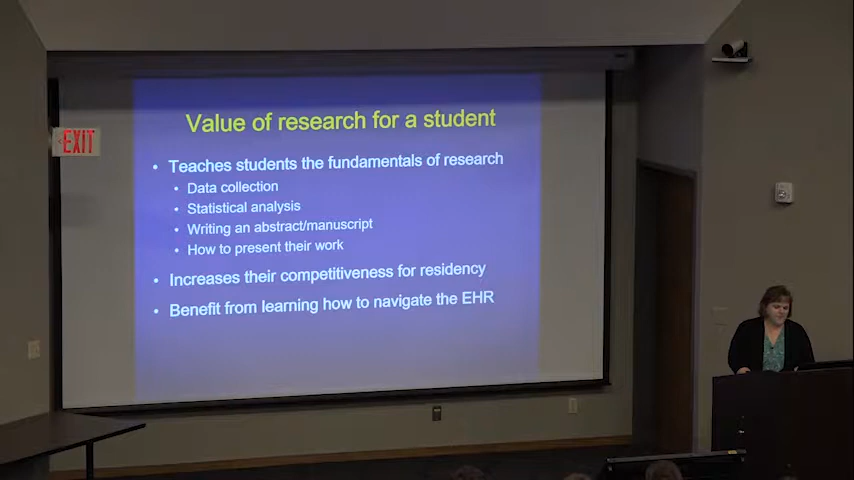 Value of research for a student
EXIT
• Teaches students the fundamentals of research
• Data collection
• Statistical analysis
• Writing an abstract/manuscript
• How to present their work
• Increases their competitiveness for residency
• Benefit from learning how to navigate the EHR